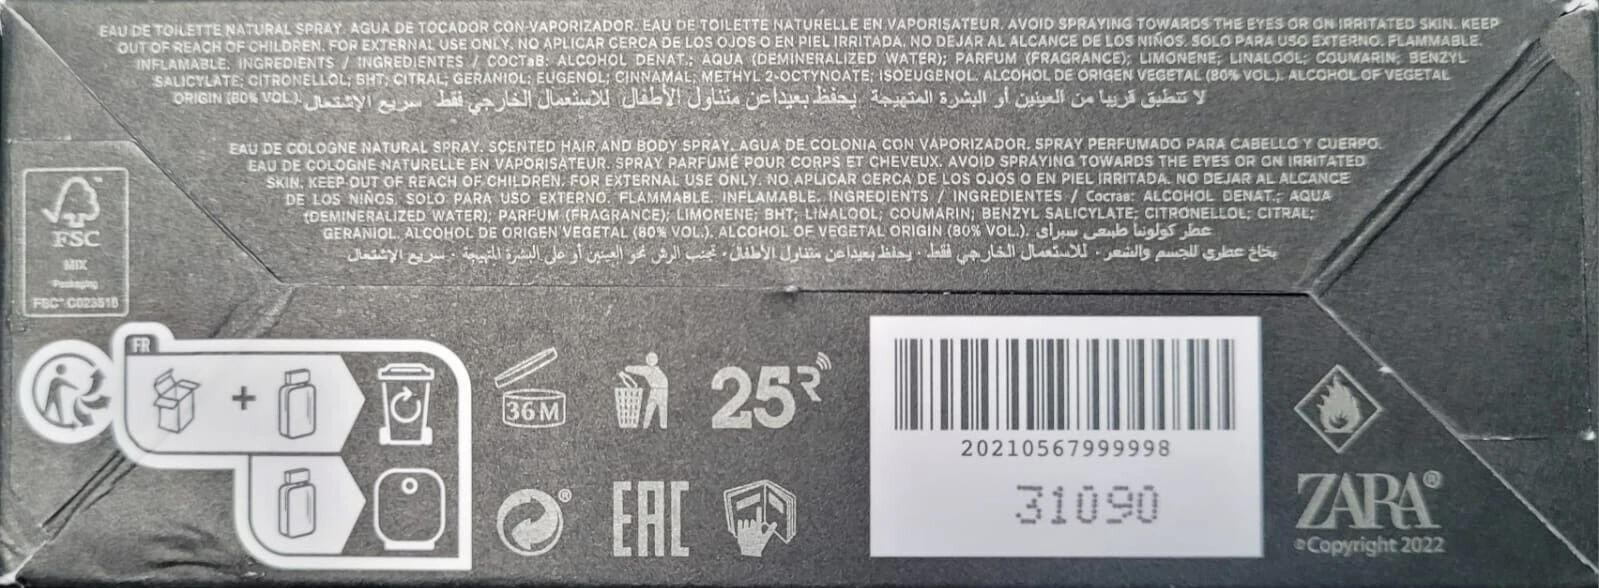 EAU DE TOILETTE NATURAL SPRAY. AGUA DE TOCADOR CON VAPORIZADOR. EAU DE TOILETTE NATURELLE EN VAPORISATEUR. AVOID SPRAYING TOWARDS THE EYES OR ON IRRITATED SKIN. KEEP
OUT OF REACH OF CHILDREN. FOR EXTERNAL USE ONLY. NO APLICAR CERCA DE LOS OJOS O EN PIEL IRRITADA. NO DEJAR AL ALCANCE DE LOS NIÑOS. SOLO PARA USO EXTERNO. FLAMMABLE.
INFLAMABLE. INGREDIENTS / INGREDIENTES / COCTaB: ALCOHOL DENAT.; AQUA (DEMINERALIZED WATER); PARFUM (FRAGRANCE); LIMONENE; LINALOOL; COUMARIN; BENZYL
SALICYLATE; CITRONELLOL; BHT; CITRAL; GERANIOL; EUGENOL; CINNAMAL; METHYL 2-OCTYNOATE; ISOEUGENOL. ALCOHOL DE ORIGEN VEGETAL (80% VOL.). ALCOHOL OF VEGETAL
ORIGIN (80% VOL.). لا تنطبق قريبا من العينين أو البشرة المتهيجة يحفظ بعيدا عن متناول الأطفال للاستعمال الخارجي فقط سريع الإشتعال
EAU DE COLOGNE NATURAL SPRAY. SCENTED HAIR AND BODY SPRAY. AGUA DE COLONIA CON VAPORIZADOR. SPRAY PERFUMADO PARA CABELLO Y CUERPO.
EAU DE COLOGNE NATURELLE EN VAPORISATEUR. SPRAY PARFUMÉ POUR CORPS ET CHEVEUX. AVOID SPRAYING TOWARDS THE EYES OR ON IRRITATED
SKIN. KEEP OUT OF REACH OF CHILDREN. FOR EXTERNAL USE ONLY. NO APLICAR CERCA DE LOS OJOS O EN PIEL IRRITADA. NO DEJAR AL ALCANCE
DE LOS NIÑOS. SOLO PARA USO EXTERNO. FLAMMABLE. INFLAMABLE. INGREDIENTS / INGREDIENTES / Состав: ALCOHOL DENAT.; AQUA
(DEMINERALIZED WATER); PARFUM (FRAGRANCE); LIMONENE; BHT; LINALOOL; COUMARIN; BENZYL SALICYLATE; CITRONELLOL; CITRAL;
GERANIOL. ALCOHOL DE ORIGEN VEGETAL (80% VOL.). ALCOHOL OF VEGETAL ORIGIN (80% VOL.). عطر كولونيا طبيعى سبراى
بخاخ عطري للجسم والشعر. للاستعمال الخارجي فقط. يحفظ بعيدا عن متناول الأطفال. تجنب الرش نحو العينين أو على البشرة المتهيجة. سريع الإشتعال
FSC
MIX
Packaging
FSC® C023518
FR
36M
25R
20210567999998
31090
EAC
ZARA®
©Copyright 2022